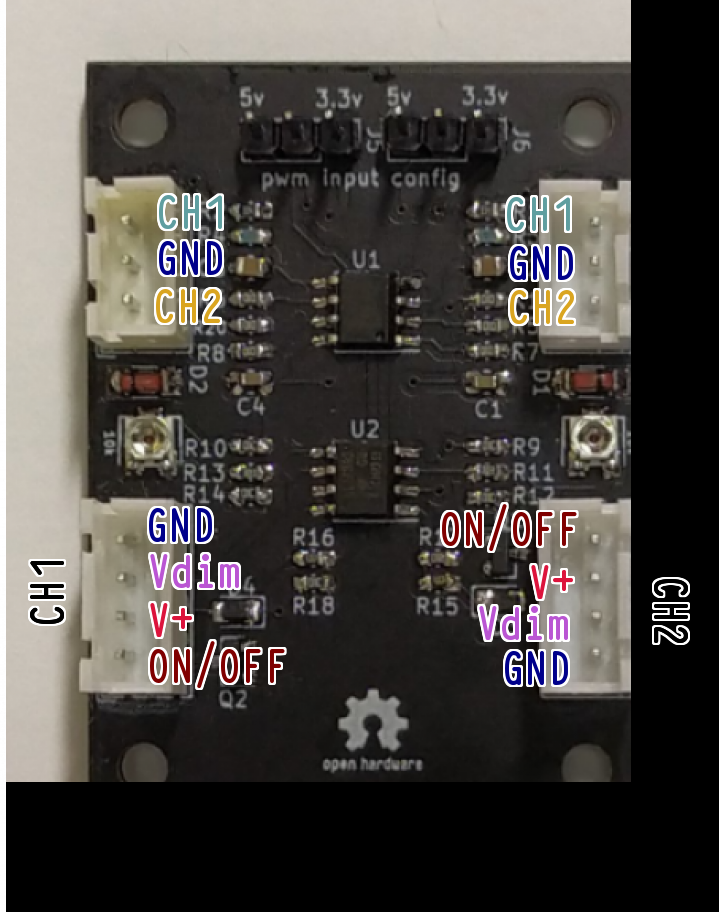 5v 3.3v 5v 3.3v
J5 J6
pwm input config
CH1 CH1
GND U1 GND
CH2 CH2
R8 R7
D2 D1
C4 C1
10k U2
R10 R9
R13 R11
R14 R12
GND ON/OFF
R16
Vdim V+
CH1 CH2
V+ R18 R15 Vdim
ON/OFF GND
Q2
open hardware